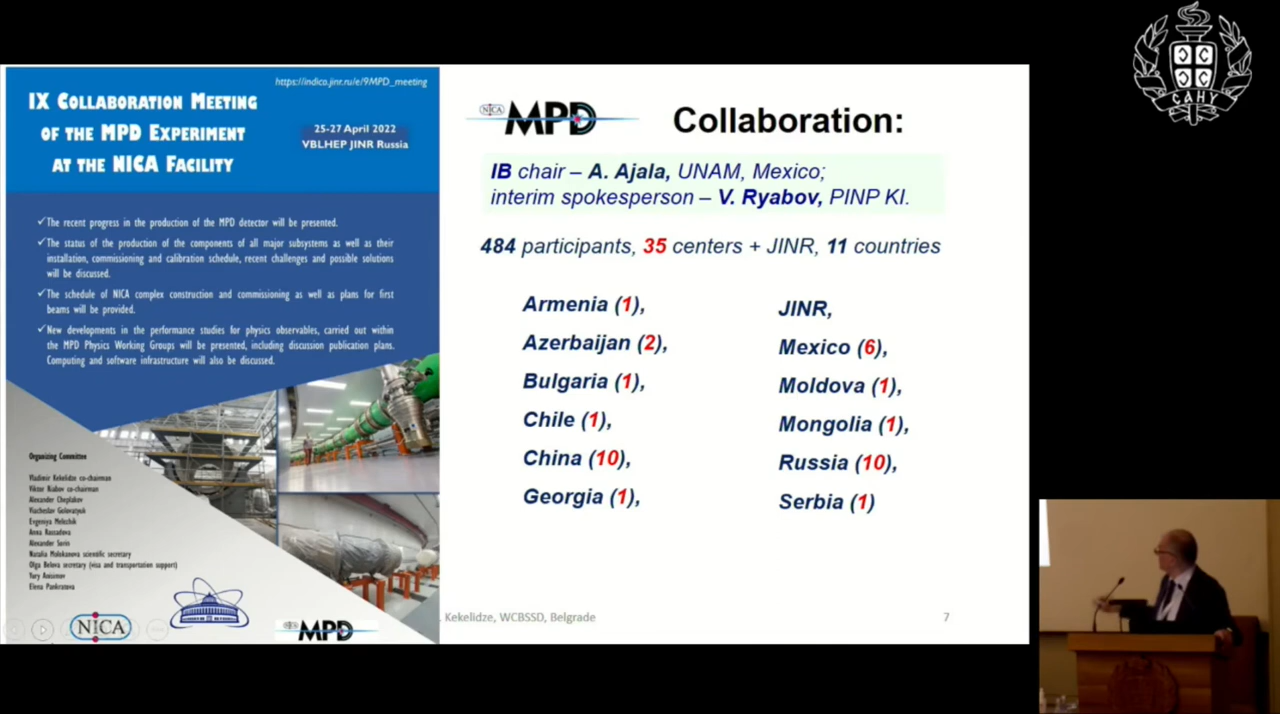 https://indico.jinr.ru/e/9MPD_meeting
IX COLLABORATION MEETING
OF THE MPD EXPERIMENT
AT THE NICA FACILITY
25-27 April 2022
VBLHEP JINR Russia
✓The recent progress in the production of the MPD detector will be presented.
✓The status of the production of the components of all major subsystems as well as their
installation, commissioning and calibration schedule, recent challenges and possible solutions
will be discussed.
✓The schedule of NICA complex construction and commissioning as well as plans for first
beams will be provided.
✓New developments in the performance studies for physics observables, carried out within
the MPD Physics Working Groups will be presented, including discussion publication plans.
Computing and software infrastructure will also be discussed.
Organizing Committee
Vladimir Kekelidze co-chairman
Viktor Riabov co-chairman
Alexander Cheplakov
Viacheslav Golovatyuk
Evgeniya Melezhik
Anna Rassadova
Alexander Sorin
Natalia Molokanova scientific secretary
Olga Belova secretary (visa and transportation support)
Yury Anisimov
Elena Pankratova
NICA
MPD
NICA
MPD
Collaboration:
IB chair – A. Ajala, UNAM, Mexico;
interim spokesperson – V. Ryabov, PINP KI.
484 participants, 35 centers + JINR, 11 countries
Armenia (1),
Azerbaijan (2),
Bulgaria (1),
Chile (1),
China (10),
Georgia (1),
JINR,
Mexico (6),
Moldova (1),
Mongolia (1),
Russia (10),
Serbia (1)
. Kekelidze, WCBSSD, Belgrade
7
САНУ